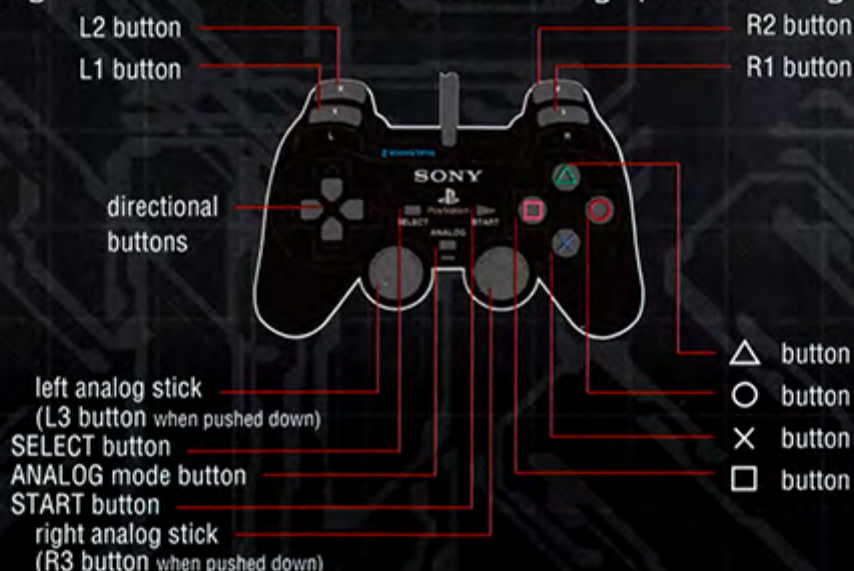 L2 button
R2 button
L1 button
R1 button
SONY
PlayStation
SELECT
START
ANALOG
L
R
directional
buttons
△ button
○ button
✕ button
□ button
left analog stick
(L3 button when pushed down)
SELECT button
ANALOG mode button
START button
right analog stick
(R3 button when pushed down)